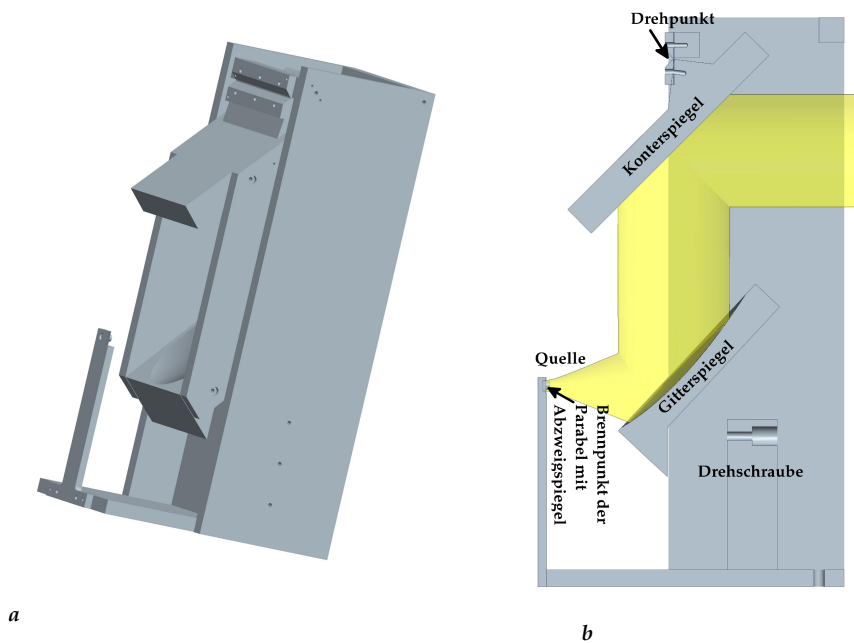 Drehpunkt
Konterspiegel
Quelle
Gitterspiegel
Brennpunkt der
Parabel mit
Abzweigspiegel
Drehschraube
a
b